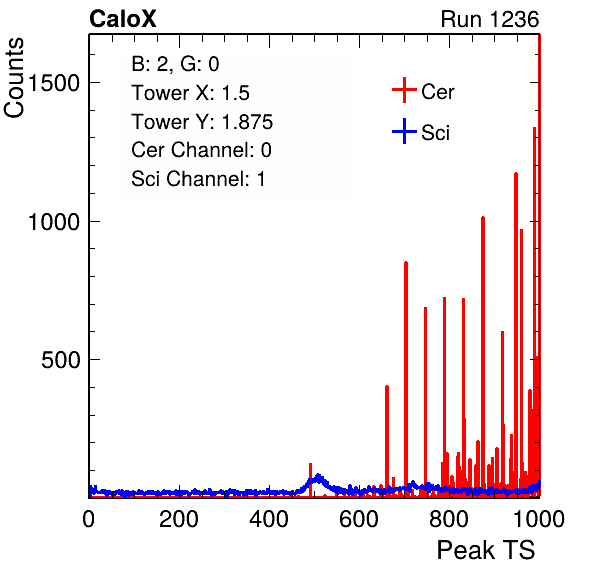 CaloX Run 1236
Counts
B: 2, G: 0
Tower X: 1.5
Tower Y: 1.875
Cer Channel: 0
Sci Channel: 1
Cer
Sci
1500
1000
500
0 200 400 600 800 1000
Peak TS